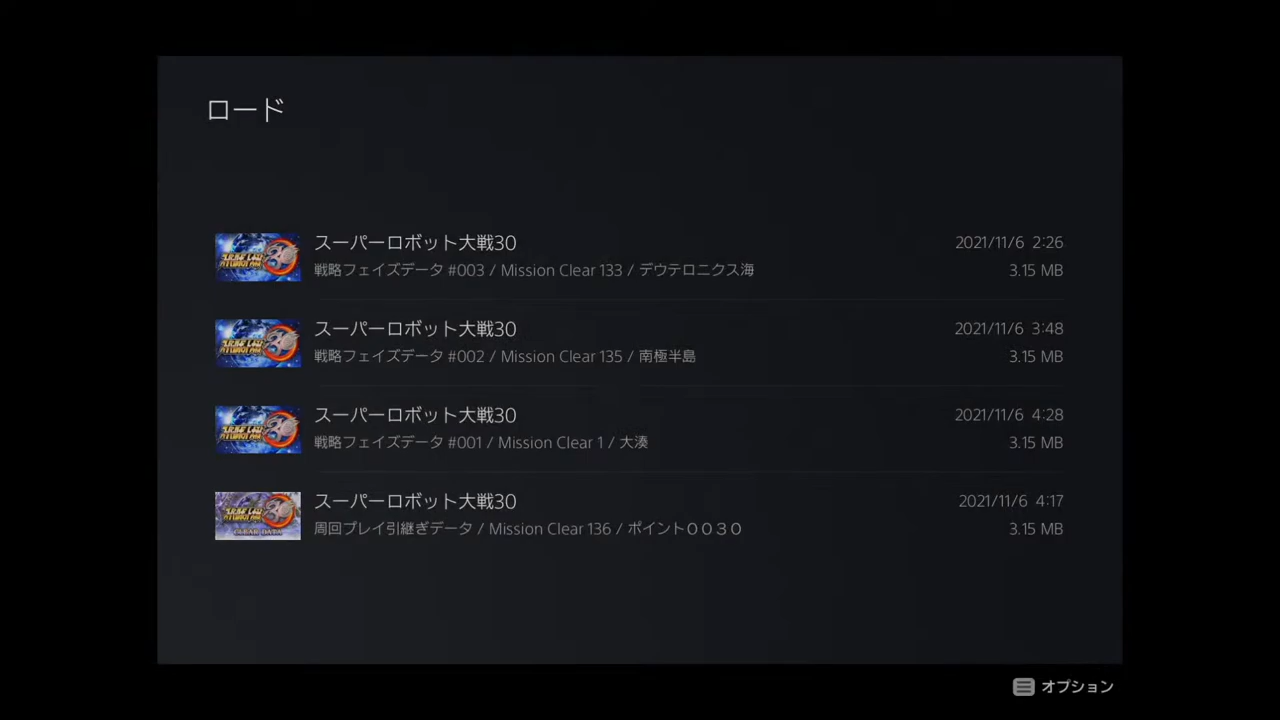 ロード
スーパーロボット大戦30
2021/11/6 2:26
戦略フェイズデータ #003 / Mission Clear 133 / デウテロニクス海
3.15 MB
スーパーロボット大戦30
2021/11/6 3:48
戦略フェイズデータ #002 / Mission Clear 135 / 南極半島
3.15 MB
スーパーロボット大戦30
2021/11/6 4:28
戦略フェイズデータ #001 / Mission Clear 1 / 大湊
3.15 MB
CLEAR DATA
スーパーロボット大戦30
2021/11/6 4:17
周回プレイ引継ぎデータ / Mission Clear 136 / ポイント００３０
3.15 MB
オプション